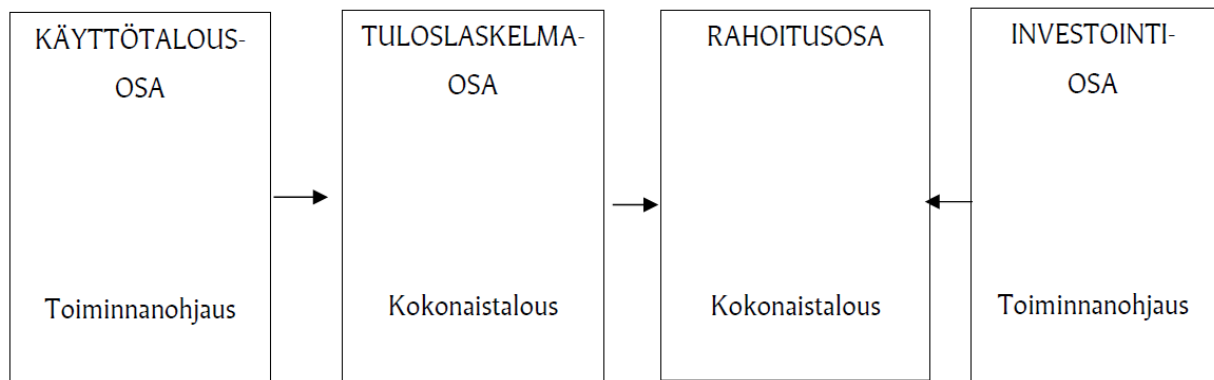 KÄYTTÖTALOUS-
OSA
Toiminnanohjaus
TULOSLASKELMA-
OSA
Kokonaistalous
RAHOITUSOSA
Kokonaistalous
INVESTOINTI-
OSA
Toiminnanohjaus